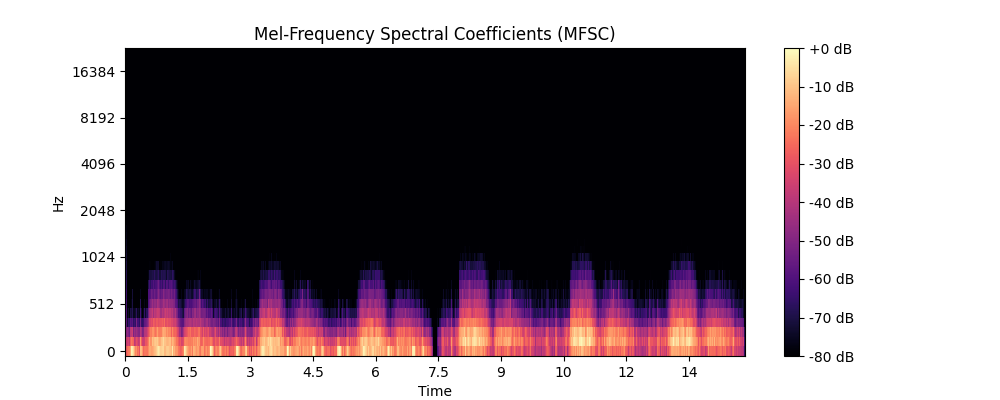 Mel-Frequency Spectral Coefficients (MFSC)
Hz
16384
8192
4096
2048
1024
512
0
0 1.5 3 4.5 6 7.5 9 10 12 14
Time
+0 dB
-10 dB
-20 dB
-30 dB
-40 dB
-50 dB
-60 dB
-70 dB
-80 dB